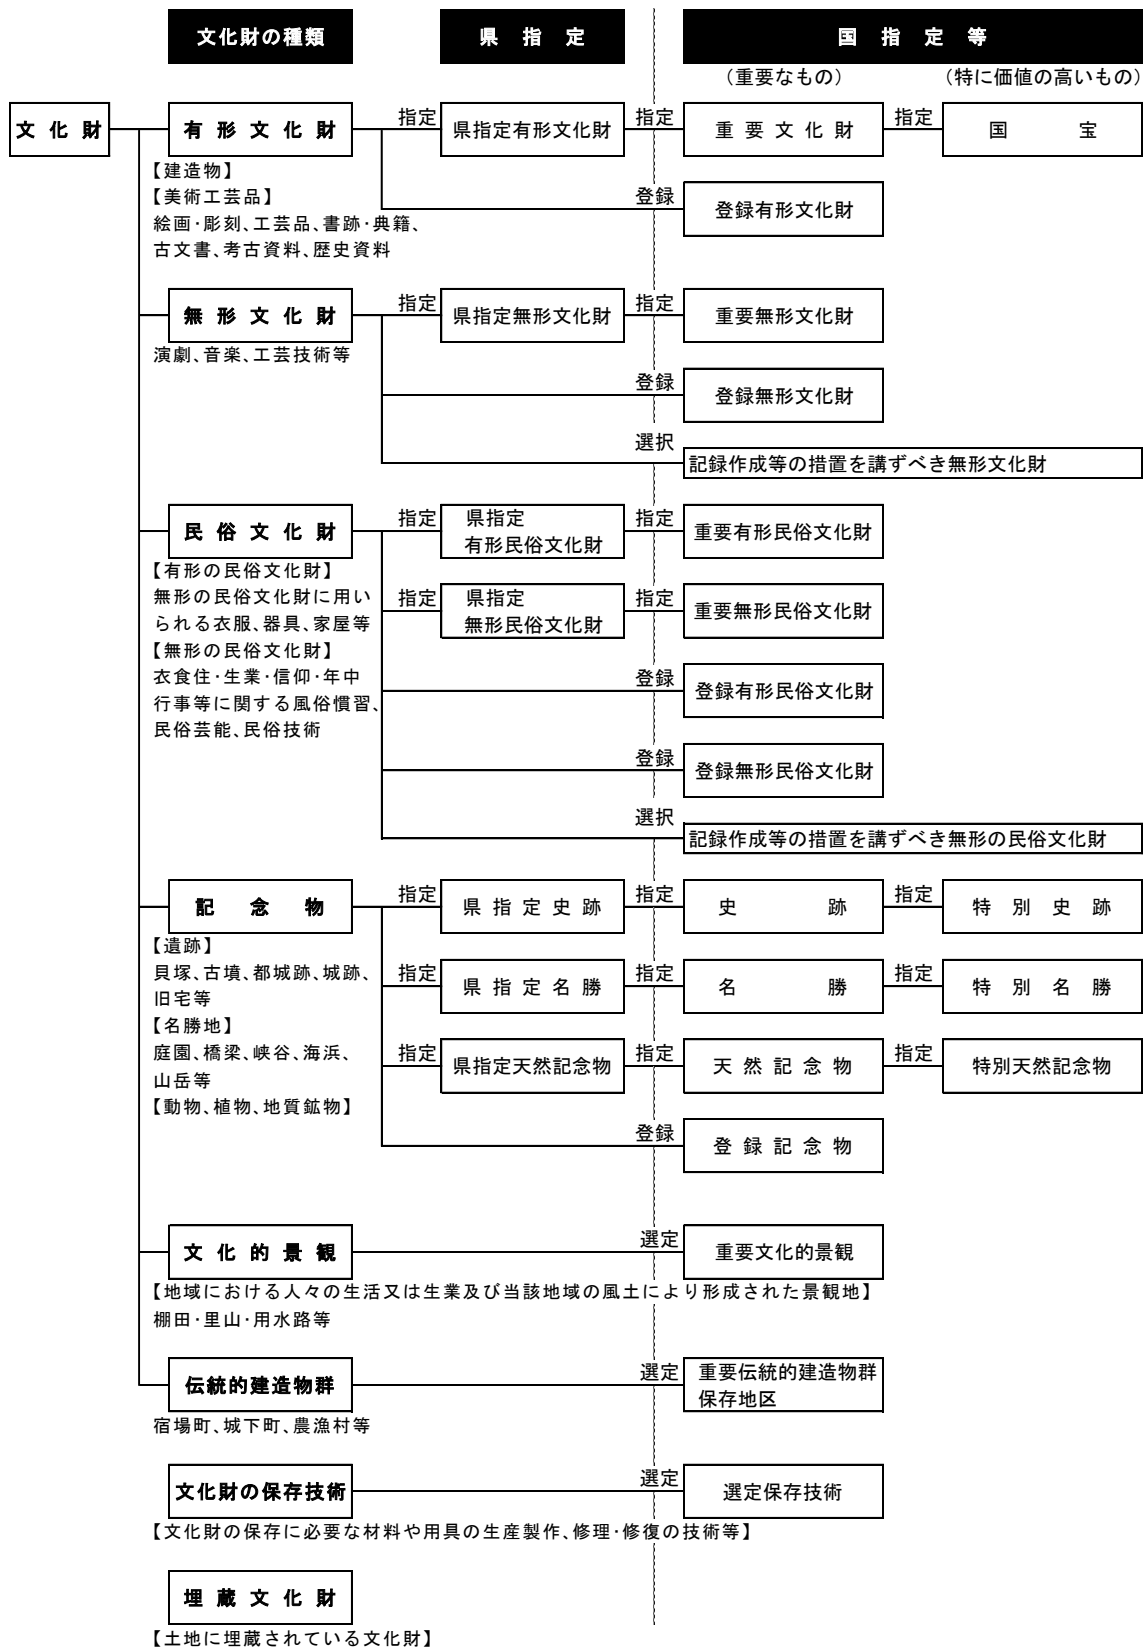 文化財の種類 県指定 国指定等
(重要なもの) (特に価値の高いもの)
文化財 有形文化財 指定 県指定有形文化財 指定 重要文化財 指定 国宝
【建造物】
【美術工芸品】
登録 登録有形文化財
絵画・彫刻、工芸品、書跡・典籍、
古文書、考古資料、歴史資料
無形文化財 指定 県指定無形文化財 指定 重要無形文化財
演劇、音楽、工芸技術等
登録 登録無形文化財
選択 記録作成等の措置を講ずべき無形文化財
民俗文化財 指定 県指定
有形民俗文化財 指定 重要有形民俗文化財
【有形の民俗文化財】
無形の民俗文化財に用い
られる衣服、器具、家屋等
指定 県指定
無形民俗文化財 指定 重要無形民俗文化財
【無形の民俗文化財】
衣食住・生業・信仰・年中
行事等に関する風俗慣習、
民俗芸能、民俗技術
登録 登録有形民俗文化財
登録 登録無形民俗文化財
選択 記録作成等の措置を講ずべき無形の民俗文化財
記念物 指定 県指定史跡 指定 史跡 指定 特別史跡
【遺跡】
貝塚、古墳、都城跡、城跡、
旧宅等
指定 県指定名勝 指定 名勝 指定 特別名勝
【名勝地】
庭園、橋梁、峡谷、海浜、
山岳等
指定 県指定天然記念物 指定 天然記念物 指定 特別天然記念物
【動物、植物、地質鉱物】
登録 登録記念物
文化的景観 選定 重要文化的景観
【地域における人々の生活又は生業及び当該地域の風土により形成された景観地】
棚田・里山・用水路等
伝統的建造物群 選定 重要伝統的建造物群
保存地区
宿場町、城下町、農漁村等
文化財の保存技術 選定 選定保存技術
【文化財の保存に必要な材料や用具の生産製作、修理・修復の技術等】
埋蔵文化財
【土地に埋蔵されている文化財】